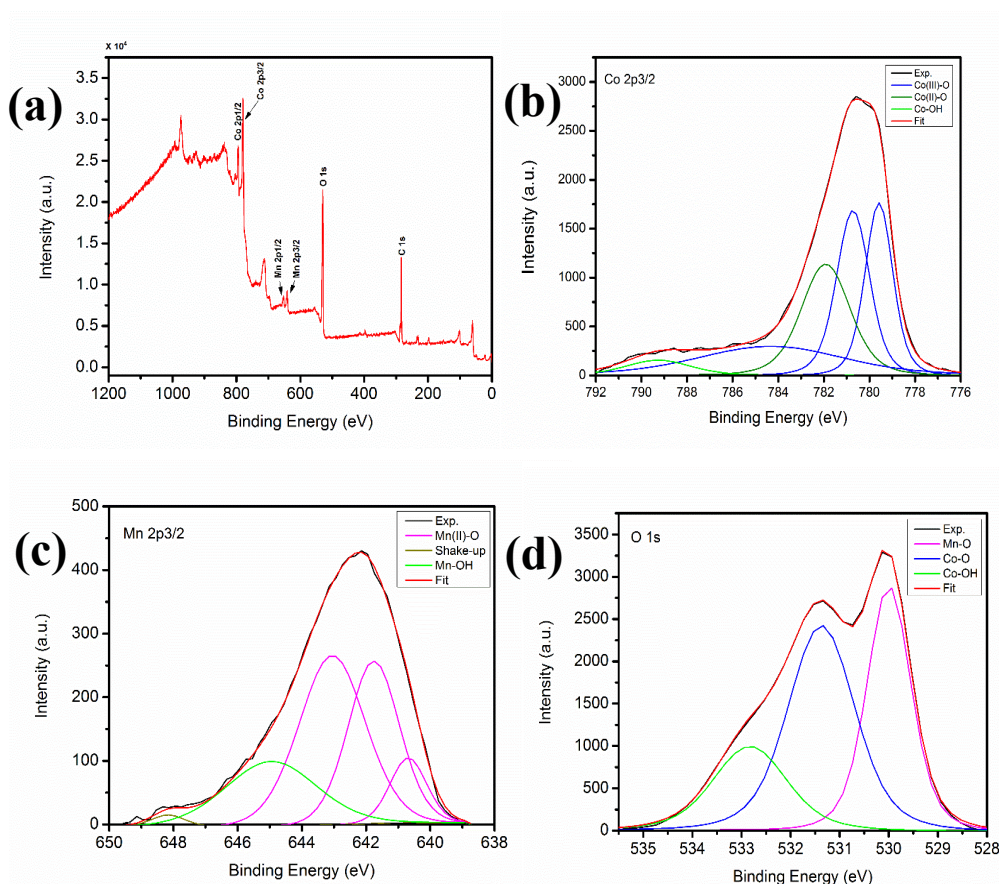 (a)
X 10⁴
3.5
3.0
2.5
2.0
1.5
1.0
0.5
0.0
Intensity (a.u.)
1200 1000 800 600 400 200 0
Binding Energy (eV)
Co 2p1/2
Co 2p3/2
Mn 2p1/2
Mn 2p3/2
O 1s
C 1s
(b)
Co 2p3/2
Exp.
Co(III)-O
Co(II)-O
Co-OH
Fit
3000
2500
2000
1500
1000
500
0
Intensity (a.u.)
792 790 788 786 784 782 780 778 776
Binding Energy (eV)
(c)
Mn 2p3/2
Exp.
Mn(II)-O
Shake-up
Mn-OH
Fit
500
400
300
200
100
0
Intensity (a.u.)
650 648 646 644 642 640 638
Binding Energy (eV)
(d)
O 1s
Exp.
Mn-O
Co-O
Co-OH
Fit
3500
3000
2500
2000
1500
1000
500
0
Intensity (a.u.)
535 534 533 532 531 530 529 528
Binding Energy (eV)